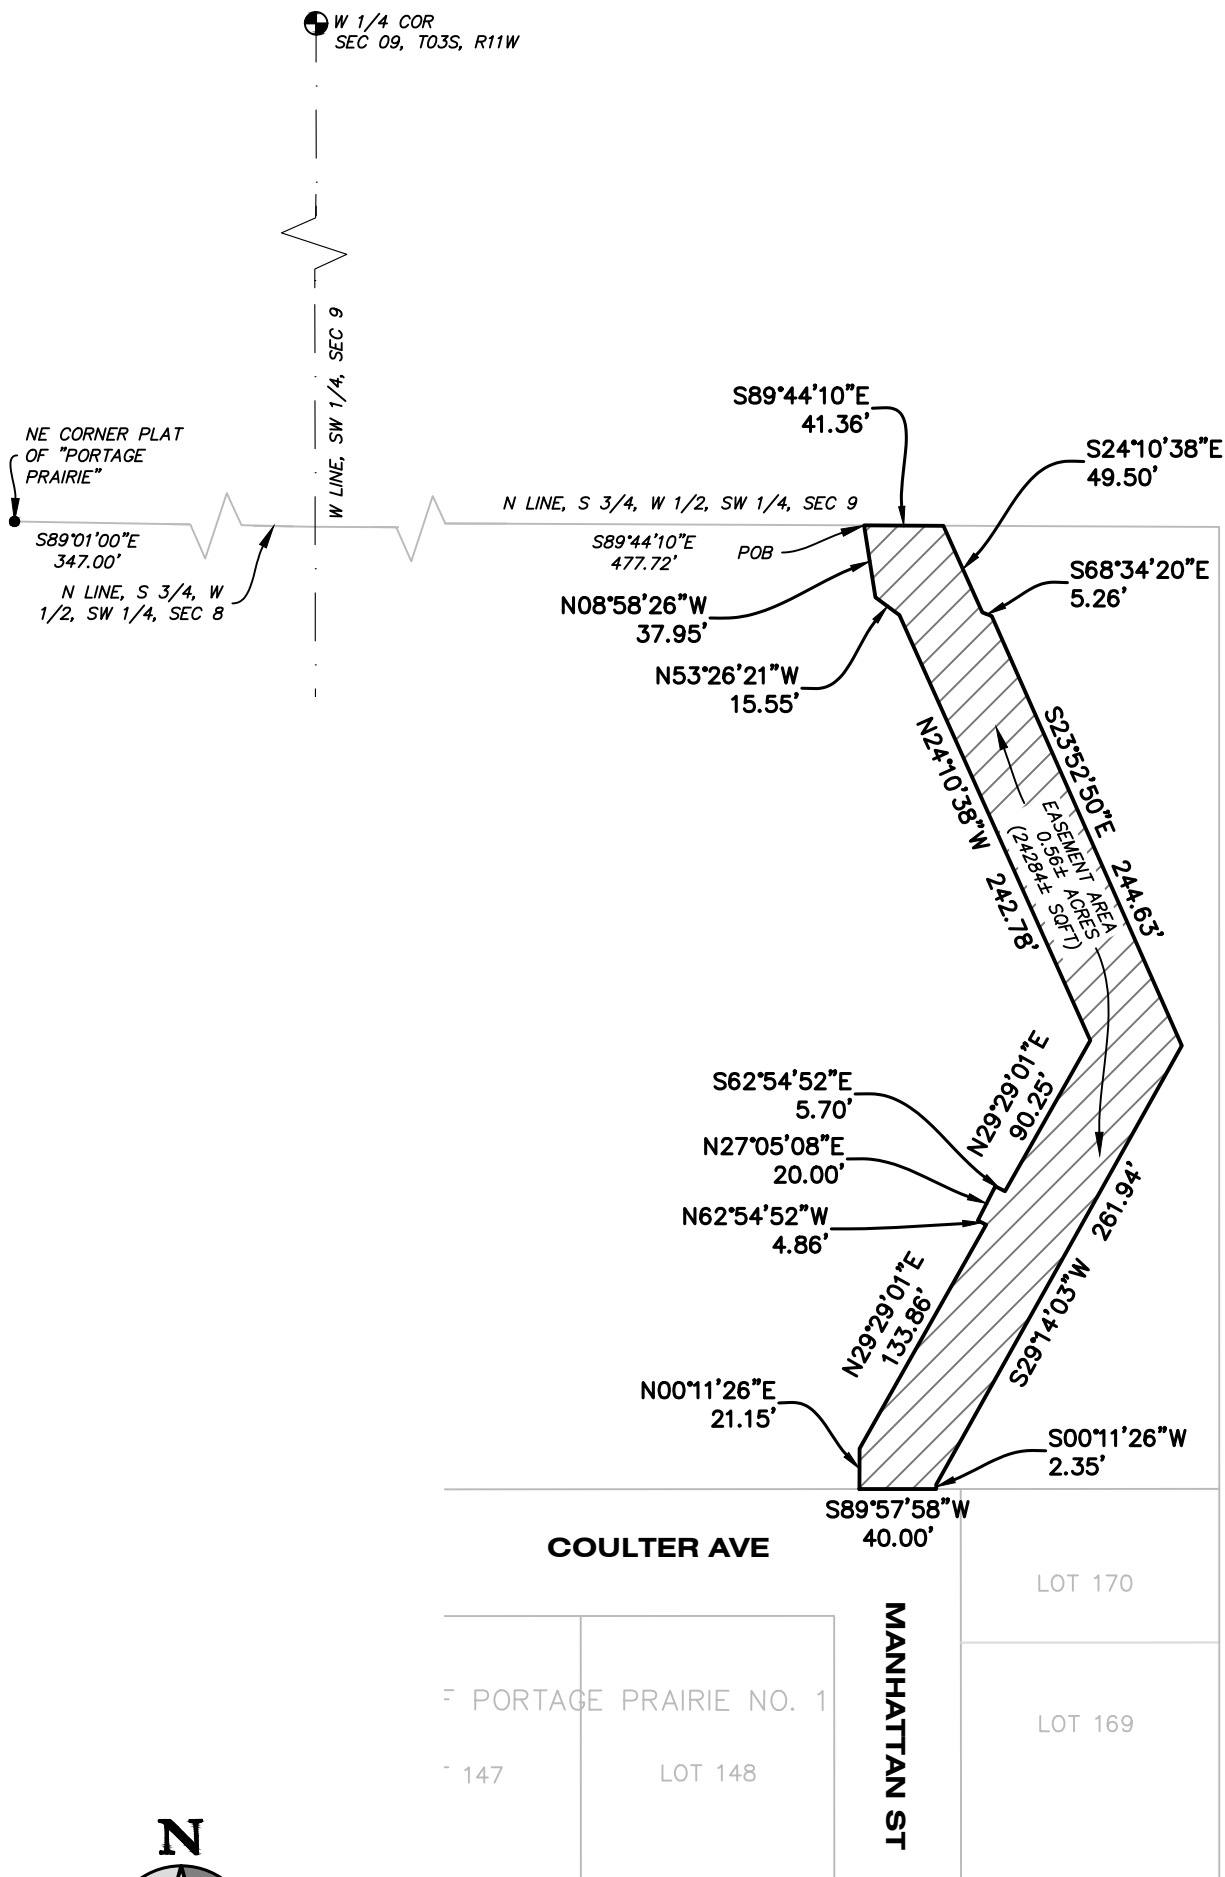 W 1/4 COR
SEC 09, T03S, R11W
W LINE, SW 1/4, SEC 9
NE CORNER PLAT
OF "PORTAGE
PRAIRIE"
S89°01'00"E
347.00'
N LINE, S 3/4, W
1/2, SW 1/4, SEC 8
N LINE, S 3/4, W 1/2, SW 1/4, SEC 9
S89°44'10"E
477.72'
POB
S89°44'10"E
41.36'
S24°10'38"E
49.50'
S68°34'20"E
5.26'
N08°58'26"W
37.95'
N53°26'21"W
15.55'
N24°10'38"W 242.78'
S23°52'50"E 244.63'
EASEMENT AREA
0.56± ACRES
(24284± SQFT)
N29°29'01"E
90.25'
S62°54'52"E
5.70'
N27°05'08"E
20.00'
N62°54'52"W
4.86'
N29°29'01"E
133.86'
S29°14'03"W 261.94'
N00°11'26"E
21.15'
S00°11'26"W
2.35'
S89°57'58"W
40.00'
COULTER AVE
MANHATTAN ST
LOT 170
LOT 169
PORTAGE PRAIRIE NO. 1
147
LOT 148
N